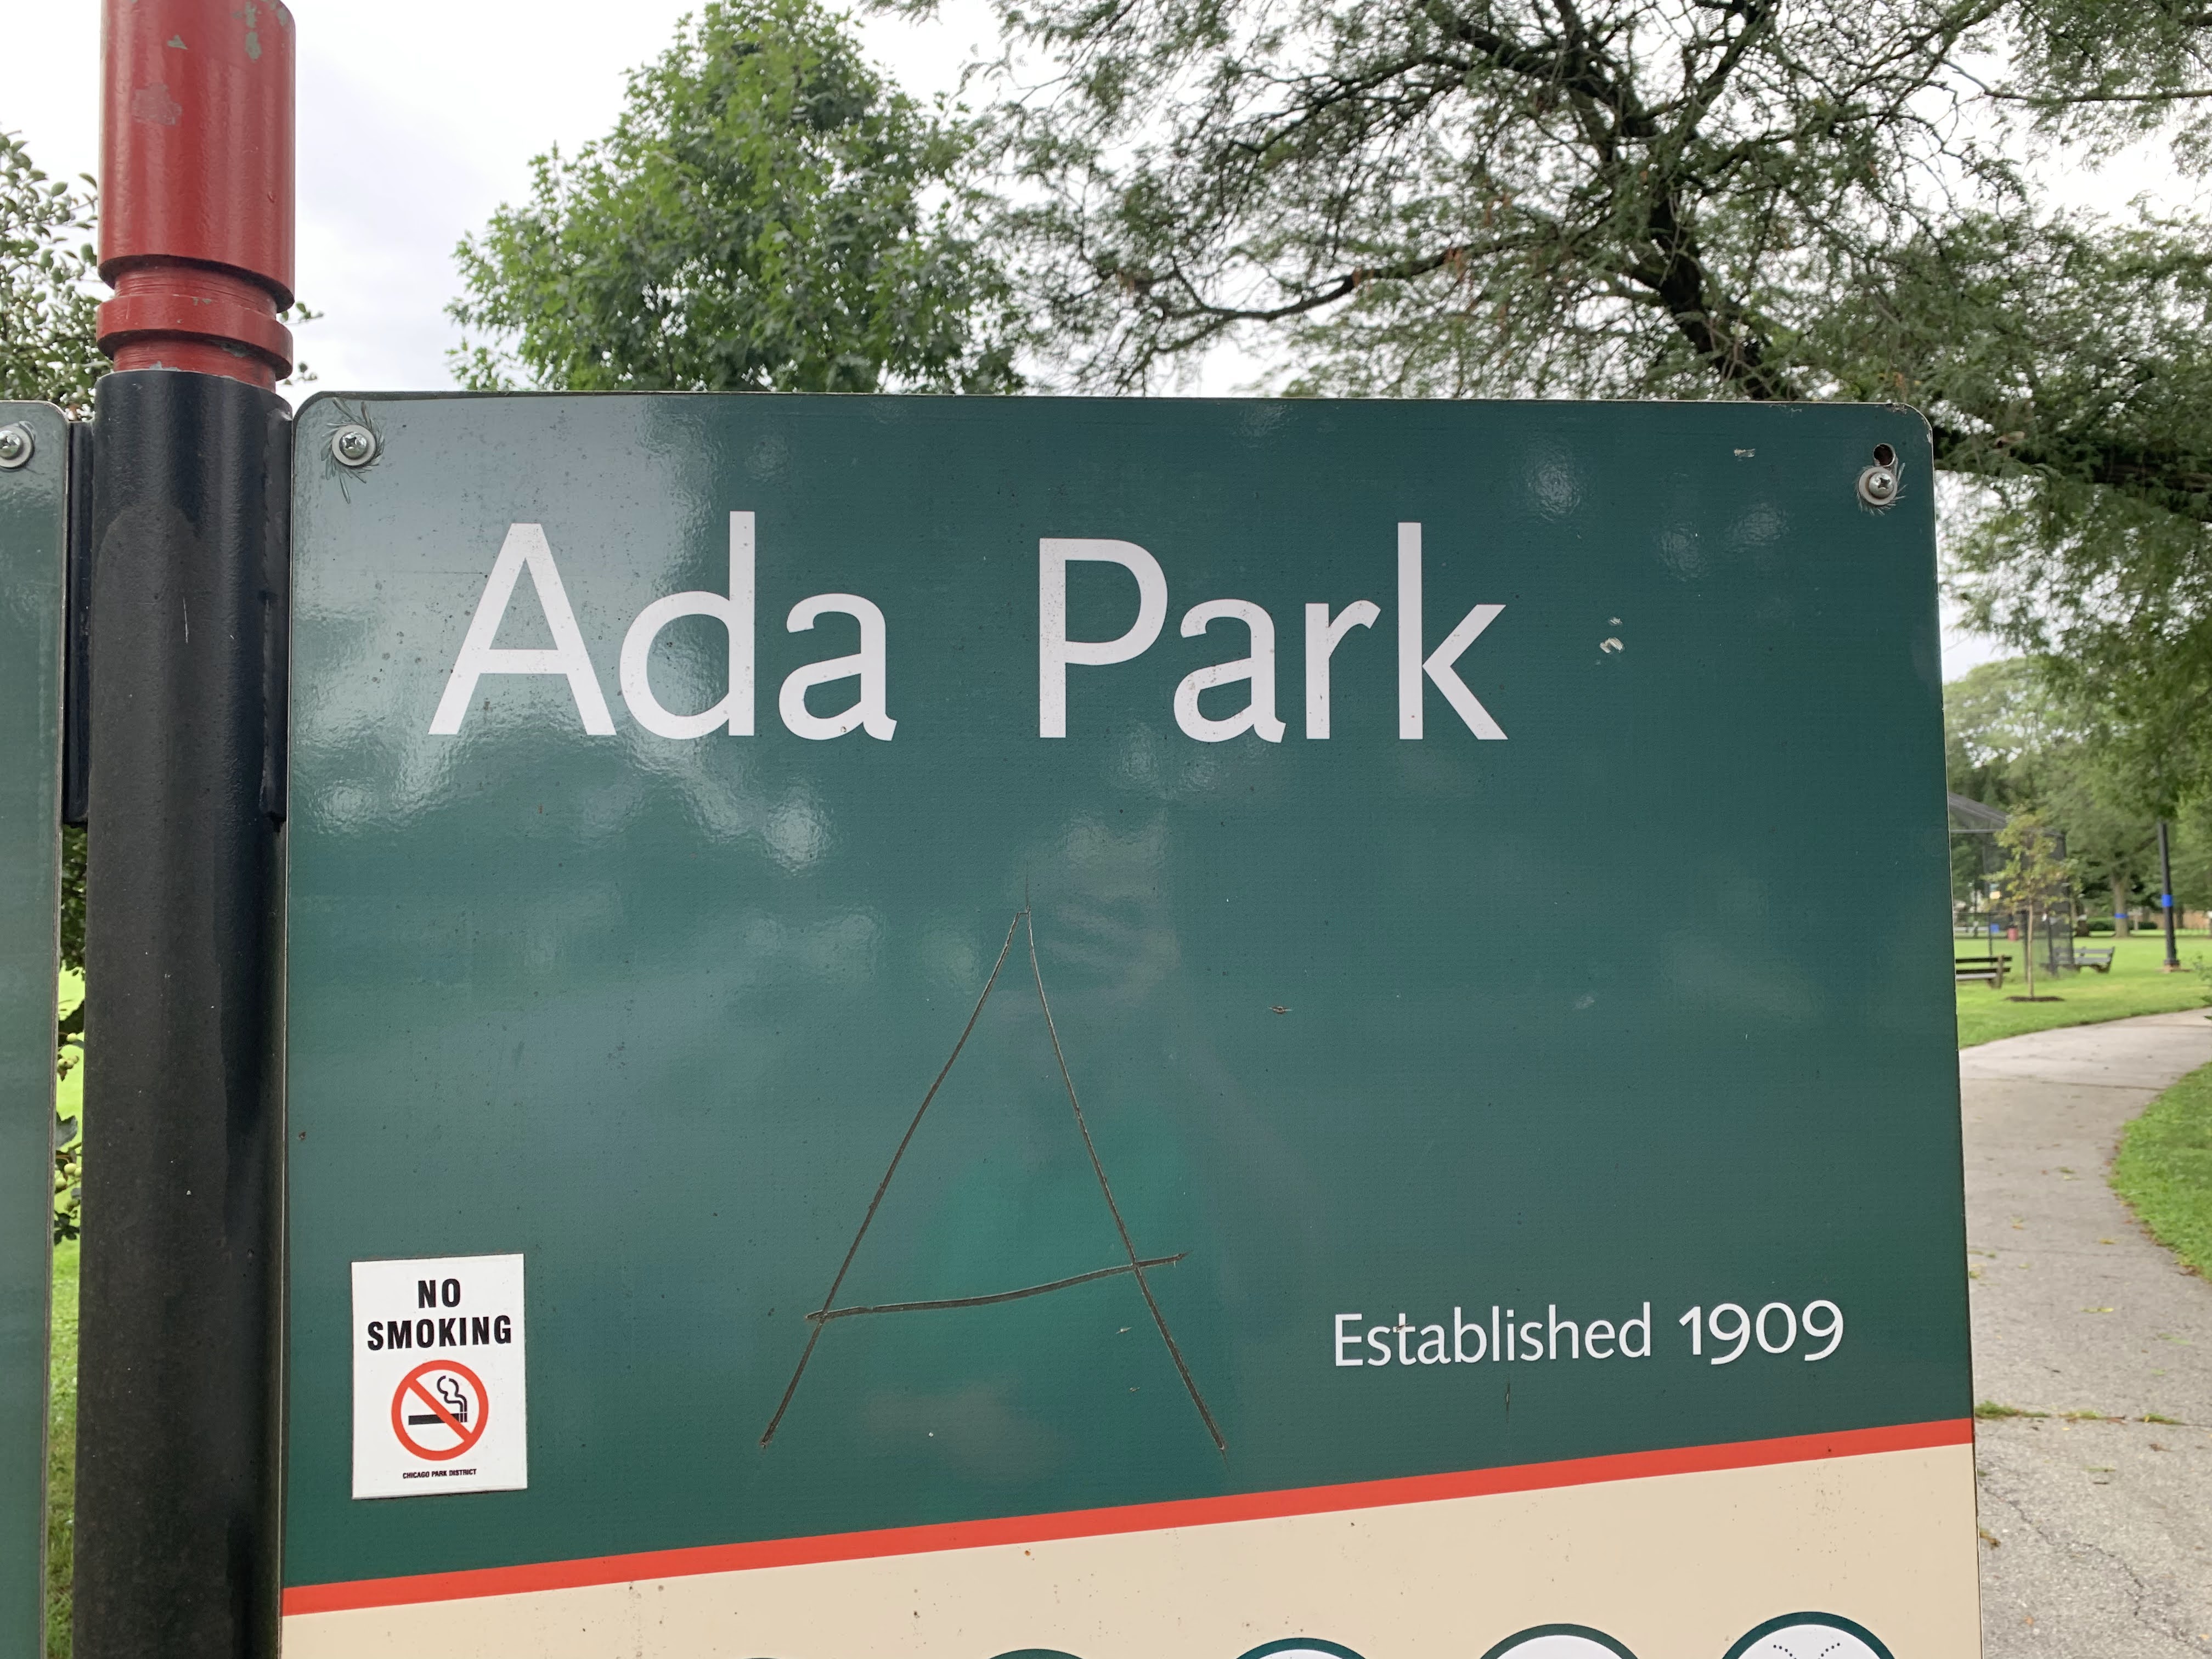 Ada Park
A
NO
SMOKING
CHICAGO PARK DISTRICT
Established 1909